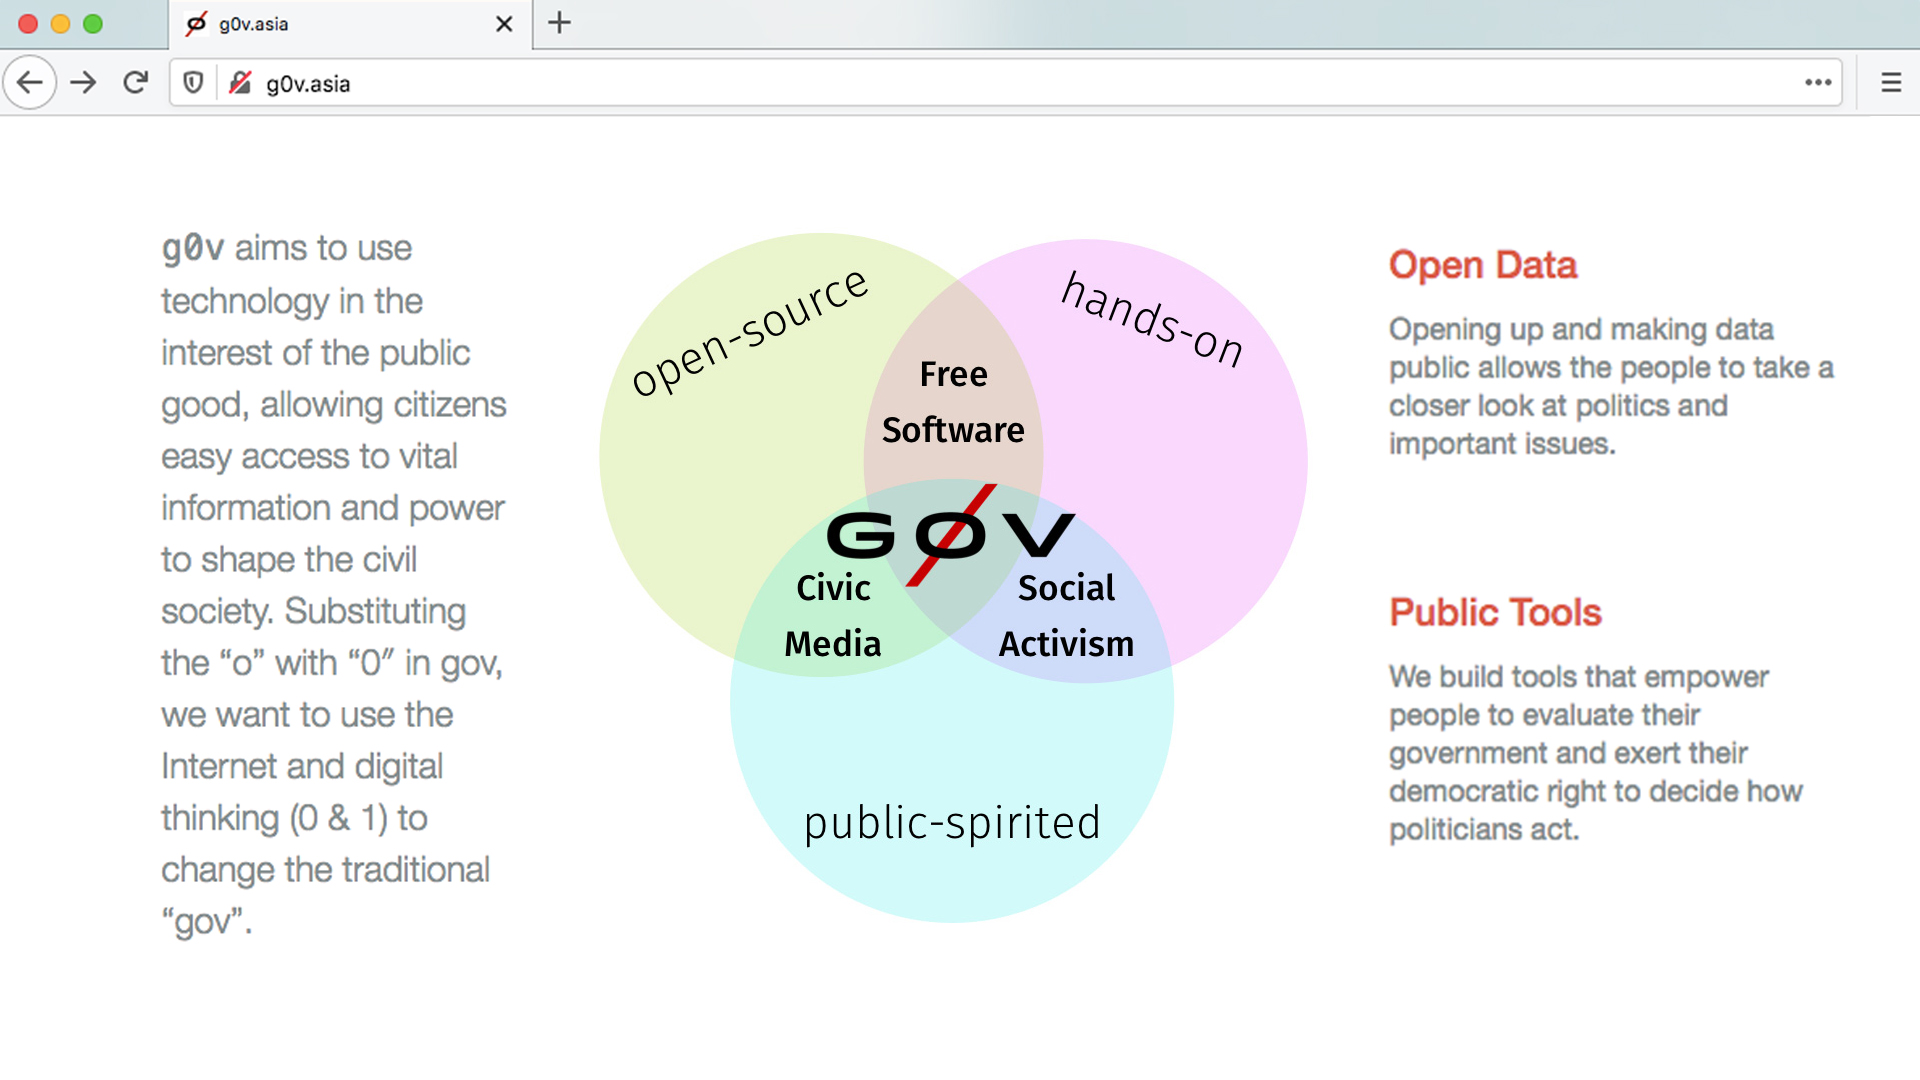 g0v.asia
g0v.asia
g0v aims to use
technology in the
interest of the public
good, allowing citizens
easy access to vital
information and power
to shape the civil
society. Substituting
the “o” with “0″ in gov,
we want to use the
Internet and digital
thinking (0 & 1) to
change the traditional
“gov”.
open-source
hands-on
Free
Software
G0V
Civic
Media
Social
Activism
public-spirited
Open Data
Opening up and making data
public allows the people to take a
closer look at politics and
important issues.
Public Tools
We build tools that empower
people to evaluate their
government and exert their
democratic right to decide how
politicians act.